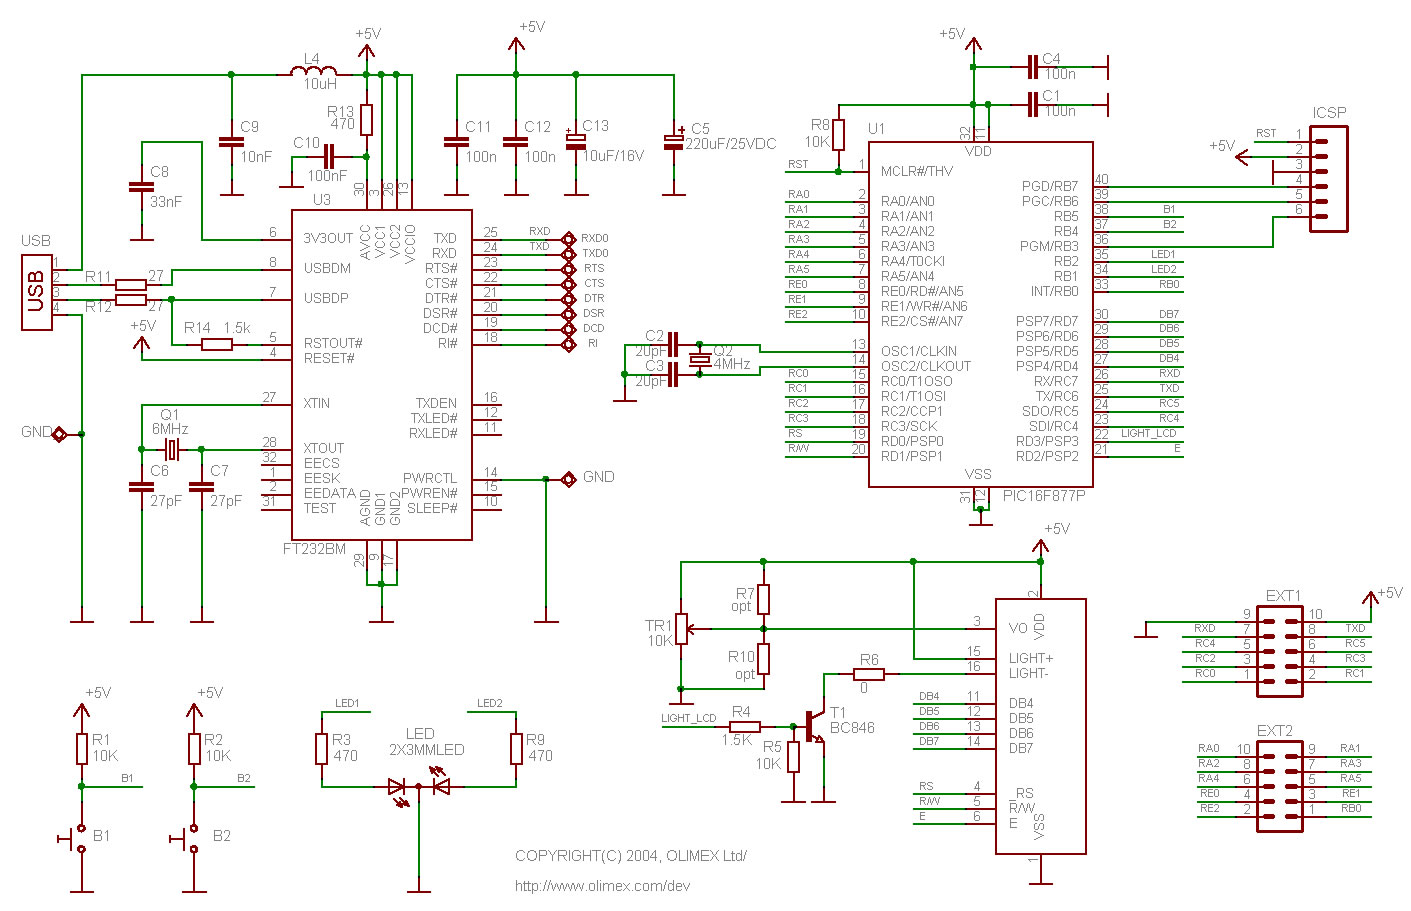 +5V
+5V
+5V
L4
10uH
C4
100n
C1
100n
R13
470
C9
10nF
C10
100nF
C11
100n
C12
100n
C13
10uF/16V
C5
220uF/25VDC
R8
10K
U1
32
11
VDD
ICSP
RST
+5V
1
2
3
4
5
6
C8
33nF
U3
30
3
26
13
AVCC
VCC1
VCC2
VCCIO
6
3V3OUT
8
USBDM
7
USBDP
5
RSTOUT#
4
RESET#
27
XTIN
28
XTOUT
32
EECS
1
EESK
2
EEDATA
31
TEST
TXD
25
RXD
RXD0
RXD
24
TXD
TXD0
RTS#
23
RTS
CTS#
22
CTS
DTR#
21
DTR
DSR#
20
DSR
DCD#
19
DCD
RI#
18
RI
TXDEN
16
TXLED#
12
RXLED#
11
PWRCTL
14
GND
PWREN#
15
SLEEP#
10
AGND
GND1
GND2
29
9
17
FT232BM
USB
USB
1
2
3
4
R11
27
R12
27
+5V
R14
1.5k
GND
Q1
6MHz
C6
27pF
C7
27pF
RST
1
MCLR#/THV
RA0
2
RA0/AN0
RA1
3
RA1/AN1
RA2
4
RA2/AN2
RA3
5
RA3/AN3
RA4
6
RA4/T0CKI
RA5
7
RA5/AN4
RE0
8
RE0/RD#/AN5
RE1
9
RE1/WR#/AN6
RE2
10
RE2/CS#/AN7
13
OSC1/CLKIN
14
OSC2/CLKOUT
RC0
15
RC0/T1OSO
RC1
16
RC1/T1OSI
RC2
17
RC2/CCP1
RC3
18
RC3/SCK
RS
19
RD0/PSP0
R/W
20
RD1/PSP1
C2
20pF
C3
20pF
Q2
4MHz
PGD/RB7
40
PGC/RB6
39
RB5
38
B1
RB4
37
B2
PGM/RB3
36
RB2
35
LED1
RB1
34
LED2
INT/RB0
33
RB0
PSP7/RD7
30
DB7
PSP6/RD6
29
DB6
PSP5/RD5
28
DB5
PSP4/RD4
27
DB4
RX/RC7
26
RXD
TX/RC6
25
TXD
SDO/RC5
24
RC5
SDI/RC4
23
RC4
RD3/PSP3
22
LIGHT_LCD
RD2/PSP2
21
E
VSS
31
12
PIC16F877P
+5V
2
VDD
R7
opt
TR1
10K
R10
opt
3
VO
15
LIGHT+
16
LIGHT-
R6
0
DB4
11
DB4
DB5
12
DB5
DB6
13
DB6
DB7
14
DB7
LIGHT_LCD
R4
1.5K
T1
BC846
R5
10K
RS
4
RS
R/W
5
R/W
E
6
E
VSS
1
EXT1
+5V
9
10
RXD
7
8
TXD
RC4
5
6
RC5
RC2
3
4
RC3
RC0
1
2
RC1
EXT2
RA0
10
9
RA1
RA2
8
7
RA3
RA4
6
5
RA5
RE0
4
3
RE1
RE2
2
1
RB0
+5V
R1
10K
B1
B1
+5V
R2
10K
B2
B2
LED1
LED2
R3
470
LED
2X3MMLED
R9
470
COPYRIGHT(C) 2004, OLIMEX Ltd/
http://www.olimex.com/dev